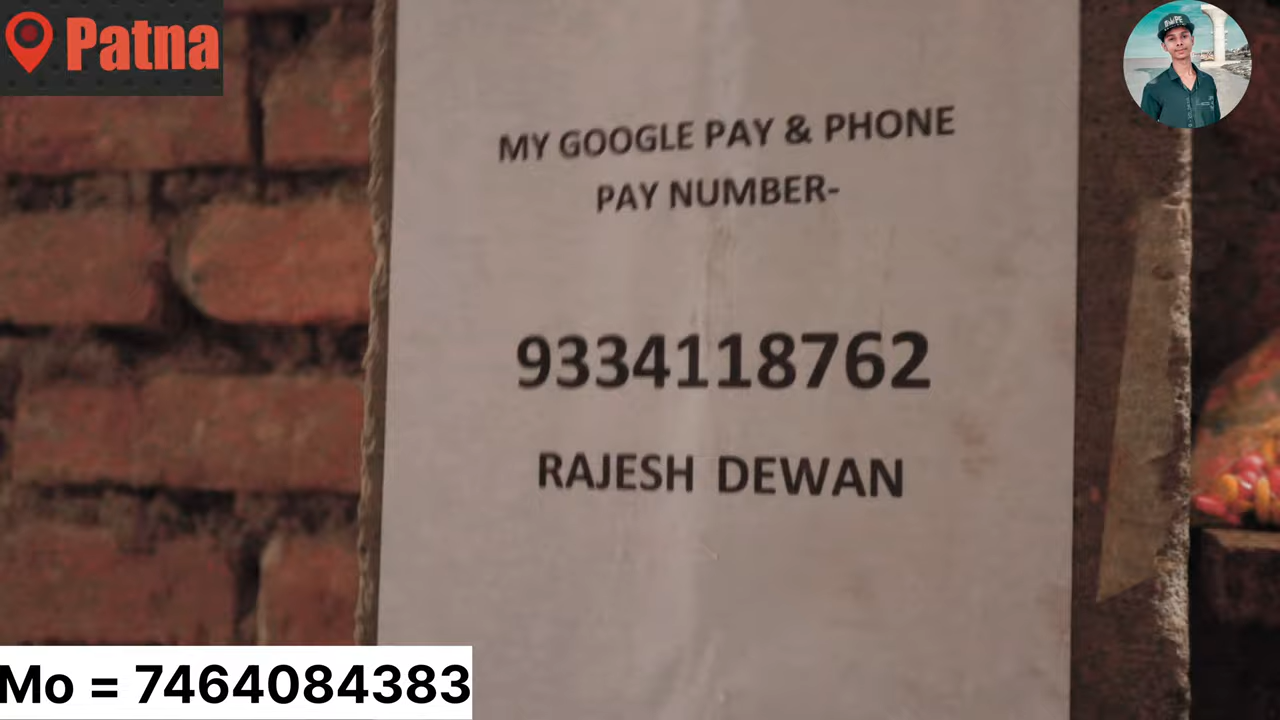 Patna
MY GOOGLE PAY & PHONE
PAY NUMBER-
9334118762
RAJESH DEWAN
Mo = 7464084383